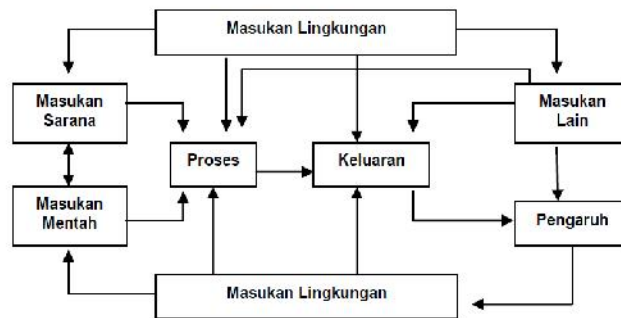 Masukan Lingkungan
Masukan
Sarana
Masukan
Lain
Proses
Keluaran
Masukan
Mentah
Pengaruh
Masukan Lingkungan